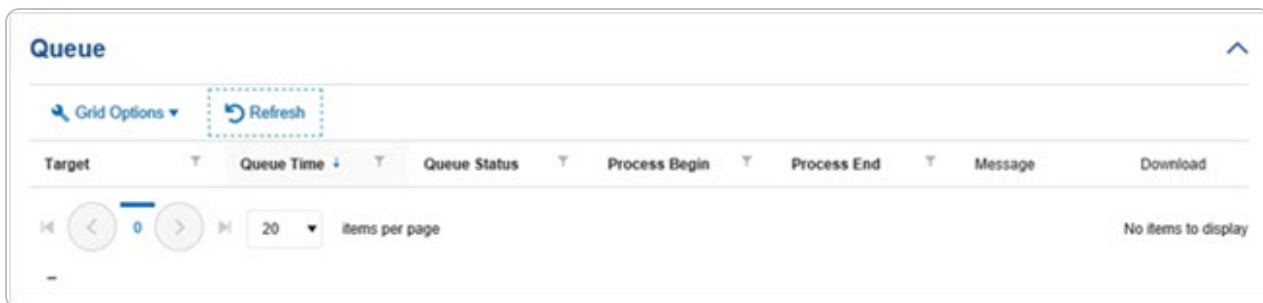 Queue
Grid Options Refresh
Target Queue Time Queue Status Process Begin Process End Message Download
0 20 items per page No items to display
–